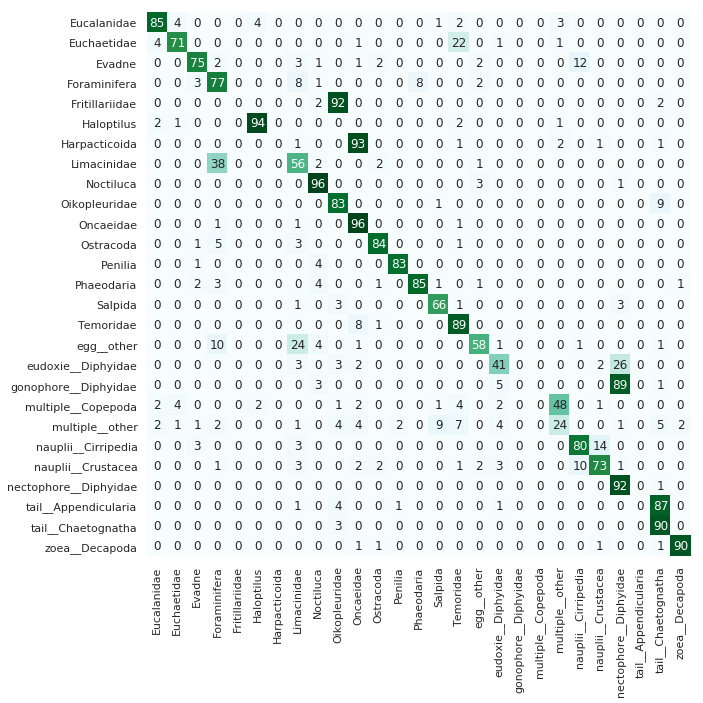 Eucalanidae 85 4 0 0 0 4 0 0 0 0 0 0 0 0 1 2 0 0 0 0 3 0 0 0 0 0 0
Euchaetidae 4 71 0 0 0 0 0 0 0 0 1 0 0 0 0 22 0 1 0 0 1 0 0 0 0 0 0
Evadne 0 0 75 2 0 0 0 3 1 0 1 2 0 0 0 0 2 0 0 0 0 12 0 0 0 0 0
Foraminifera 0 0 3 77 0 0 0 8 1 0 0 0 0 8 0 0 2 0 0 0 0 0 0 0 0 0 0
Fritillariidae 0 0 0 0 0 0 0 0 2 92 0 0 0 0 0 0 0 0 0 0 0 0 0 0 0 2 0
Haloptilus 2 1 0 0 0 94 0 0 0 0 0 0 0 0 0 2 0 0 0 0 1 0 0 0 0 0 0
Harpacticoida 0 0 0 0 0 0 0 1 0 0 93 0 0 0 0 1 0 0 0 0 2 0 1 0 0 1 0
Limacinidae 0 0 0 38 0 0 0 56 2 0 0 2 0 0 0 0 1 0 0 0 0 0 0 0 0 0 0
Noctiluca 0 0 0 0 0 0 0 0 96 0 0 0 0 0 0 0 3 0 0 0 0 0 0 1 0 0 0
Oikopleuridae 0 0 0 0 0 0 0 0 0 83 0 0 0 0 1 0 0 0 0 0 0 0 0 0 0 9 0
Oncaeidae 0 0 0 1 0 0 0 1 0 0 96 0 0 0 0 1 0 0 0 0 0 0 0 0 0 0 0
Ostracoda 0 0 1 5 0 0 0 3 0 0 0 84 0 0 0 1 0 0 0 0 0 0 0 0 0 0 0
Penilia 0 0 1 0 0 0 0 0 4 0 0 0 83 0 0 0 0 0 0 0 0 0 0 0 0 0 0
Phaeodaria 0 0 2 3 0 0 0 0 4 0 0 1 0 85 1 0 1 0 0 0 0 0 0 0 0 0 1
Salpida 0 0 0 0 0 0 0 1 0 3 0 0 0 0 66 1 0 0 0 0 0 0 0 3 0 0 0
Temoridae 0 0 0 0 0 0 0 0 0 0 8 1 0 0 0 89 0 0 0 0 0 0 0 0 0 0 0
egg__other 0 0 0 10 0 0 0 24 4 0 1 0 0 0 0 0 58 1 0 0 0 1 0 0 0 1 0
eudoxie__Diphyidae 0 0 0 0 0 0 0 3 0 3 2 0 0 0 0 0 0 41 0 0 0 0 2 26 0 0 0
gonophore__Diphyidae 0 0 0 0 0 0 0 0 3 0 0 0 0 0 0 0 0 5 0 0 0 0 0 89 0 1 0
multiple__Copepoda 2 4 0 0 0 2 0 0 0 1 2 0 0 0 1 4 0 2 0 0 48 0 1 0 0 0 0
multiple__other 2 1 1 2 0 0 0 1 0 4 4 0 2 0 9 7 0 4 0 0 24 0 0 1 0 5 2
nauplii__Cirripedia 0 0 3 0 0 0 0 3 0 0 0 0 0 0 0 0 0 0 0 0 0 80 14 0 0 0 0
nauplii__Crustacea 0 0 0 1 0 0 0 3 0 0 2 2 0 0 0 1 2 3 0 0 0 10 73 1 0 0 0
nectophore__Diphyidae 0 0 0 0 0 0 0 0 0 0 0 0 0 0 0 0 0 0 0 0 0 0 0 92 0 1 0
tail__Appendicularia 0 0 0 0 0 0 0 1 0 4 0 0 1 0 0 0 0 1 0 0 0 0 0 0 0 87 0
tail__Chaetognatha 0 0 0 0 0 0 0 0 0 3 0 0 0 0 0 0 0 0 0 0 0 0 0 0 0 90 0
zoea__Decapoda 0 0 0 0 0 0 0 0 0 0 1 1 0 0 0 0 0 0 0 0 0 0 1 0 0 1 90
Eucalanidae
Euchaetidae
Evadne
Foraminifera
Fritillariidae
Haloptilus
Harpacticoida
Limacinidae
Noctiluca
Oikopleuridae
Oncaeidae
Ostracoda
Penilia
Phaeodaria
Salpida
Temoridae
egg__other
eudoxie__Diphyidae
gonophore__Diphyidae
multiple__Copepoda
multiple__other
nauplii__Cirripedia
nauplii__Crustacea
nectophore__Diphyidae
tail__Appendicularia
tail__Chaetognatha
zoea__Decapoda